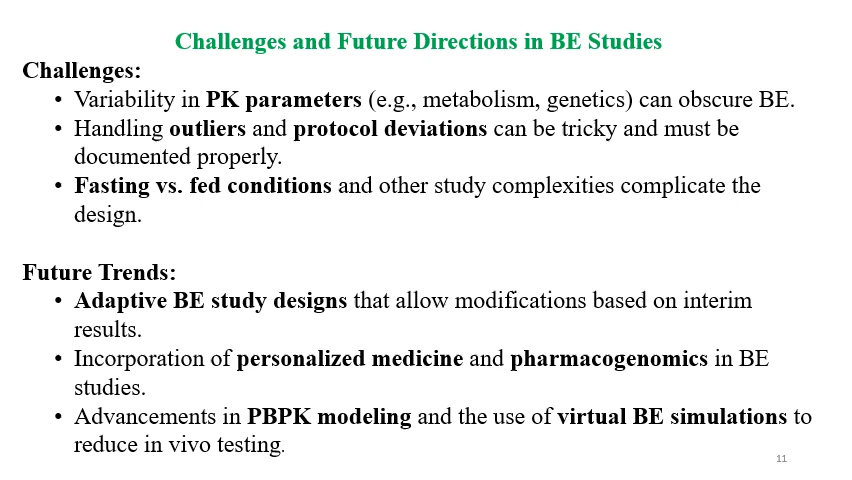 Challenges and Future Directions in BE Studies
Challenges:
• Variability in PK parameters (e.g., metabolism, genetics) can obscure BE.
• Handling outliers and protocol deviations can be tricky and must be
documented properly.
• Fasting vs. fed conditions and other study complexities complicate the
design.
Future Trends:
• Adaptive BE study designs that allow modifications based on interim
results.
• Incorporation of personalized medicine and pharmacogenomics in BE
studies.
• Advancements in PBPK modeling and the use of virtual BE simulations to
reduce in vivo testing.
11